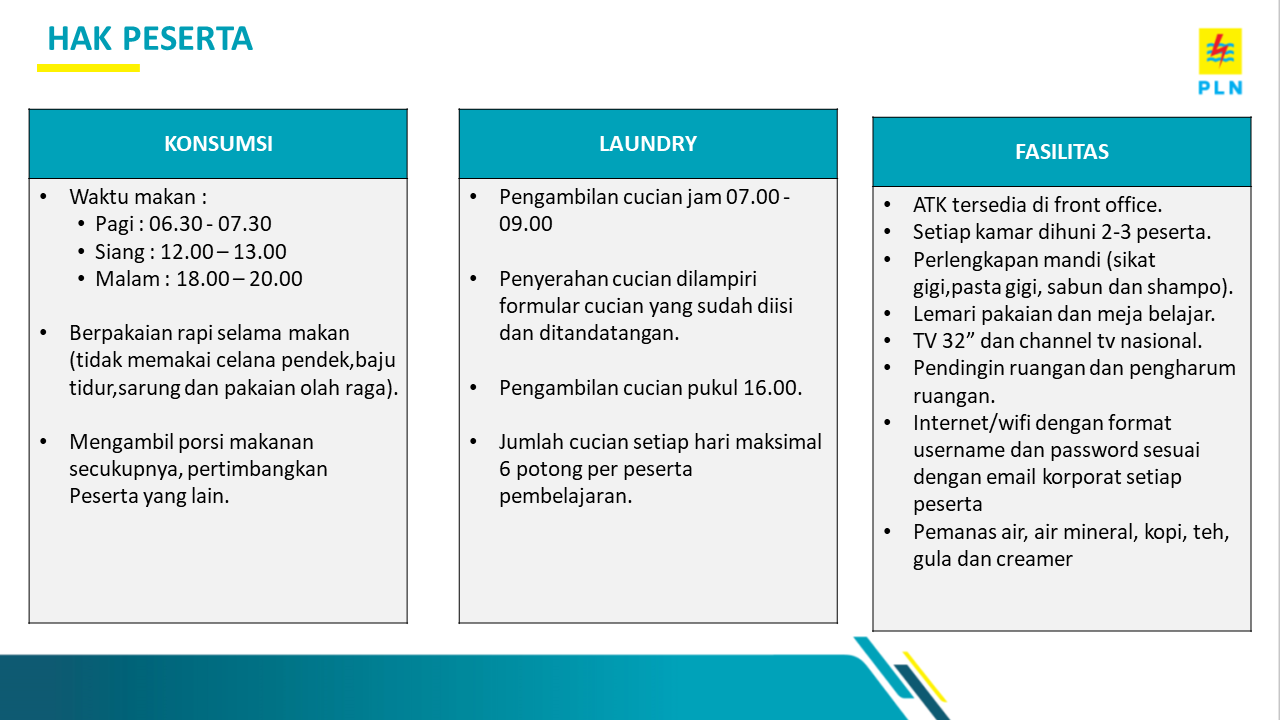 HAK PESERTA
PLN
KONSUMSI
• Waktu makan :
• Pagi : 06.30 - 07.30
• Siang : 12.00 – 13.00
• Malam : 18.00 – 20.00
• Berpakaian rapi selama makan
(tidak memakai celana pendek,baju
tidur,sarung dan pakaian olah raga).
• Mengambil porsi makanan
secukupnya, pertimbangkan
Peserta yang lain.
LAUNDRY
• Pengambilan cucian jam 07.00 -
09.00
• Penyerahan cucian dilampiri
formular cucian yang sudah diisi
dan ditandatangan.
• Pengambilan cucian pukul 16.00.
• Jumlah cucian setiap hari maksimal
6 potong per peserta
pembelajaran.
FASILITAS
• ATK tersedia di front office.
• Setiap kamar dihuni 2-3 peserta.
• Perlengkapan mandi (sikat
gigi,pasta gigi, sabun dan shampo).
• Lemari pakaian dan meja belajar.
• TV 32” dan channel tv nasional.
• Pendingin ruangan dan pengharum
ruangan.
• Internet/wifi dengan format
username dan password sesuai
dengan email korporat setiap
peserta
• Pemanas air, air mineral, kopi, teh,
gula dan creamer